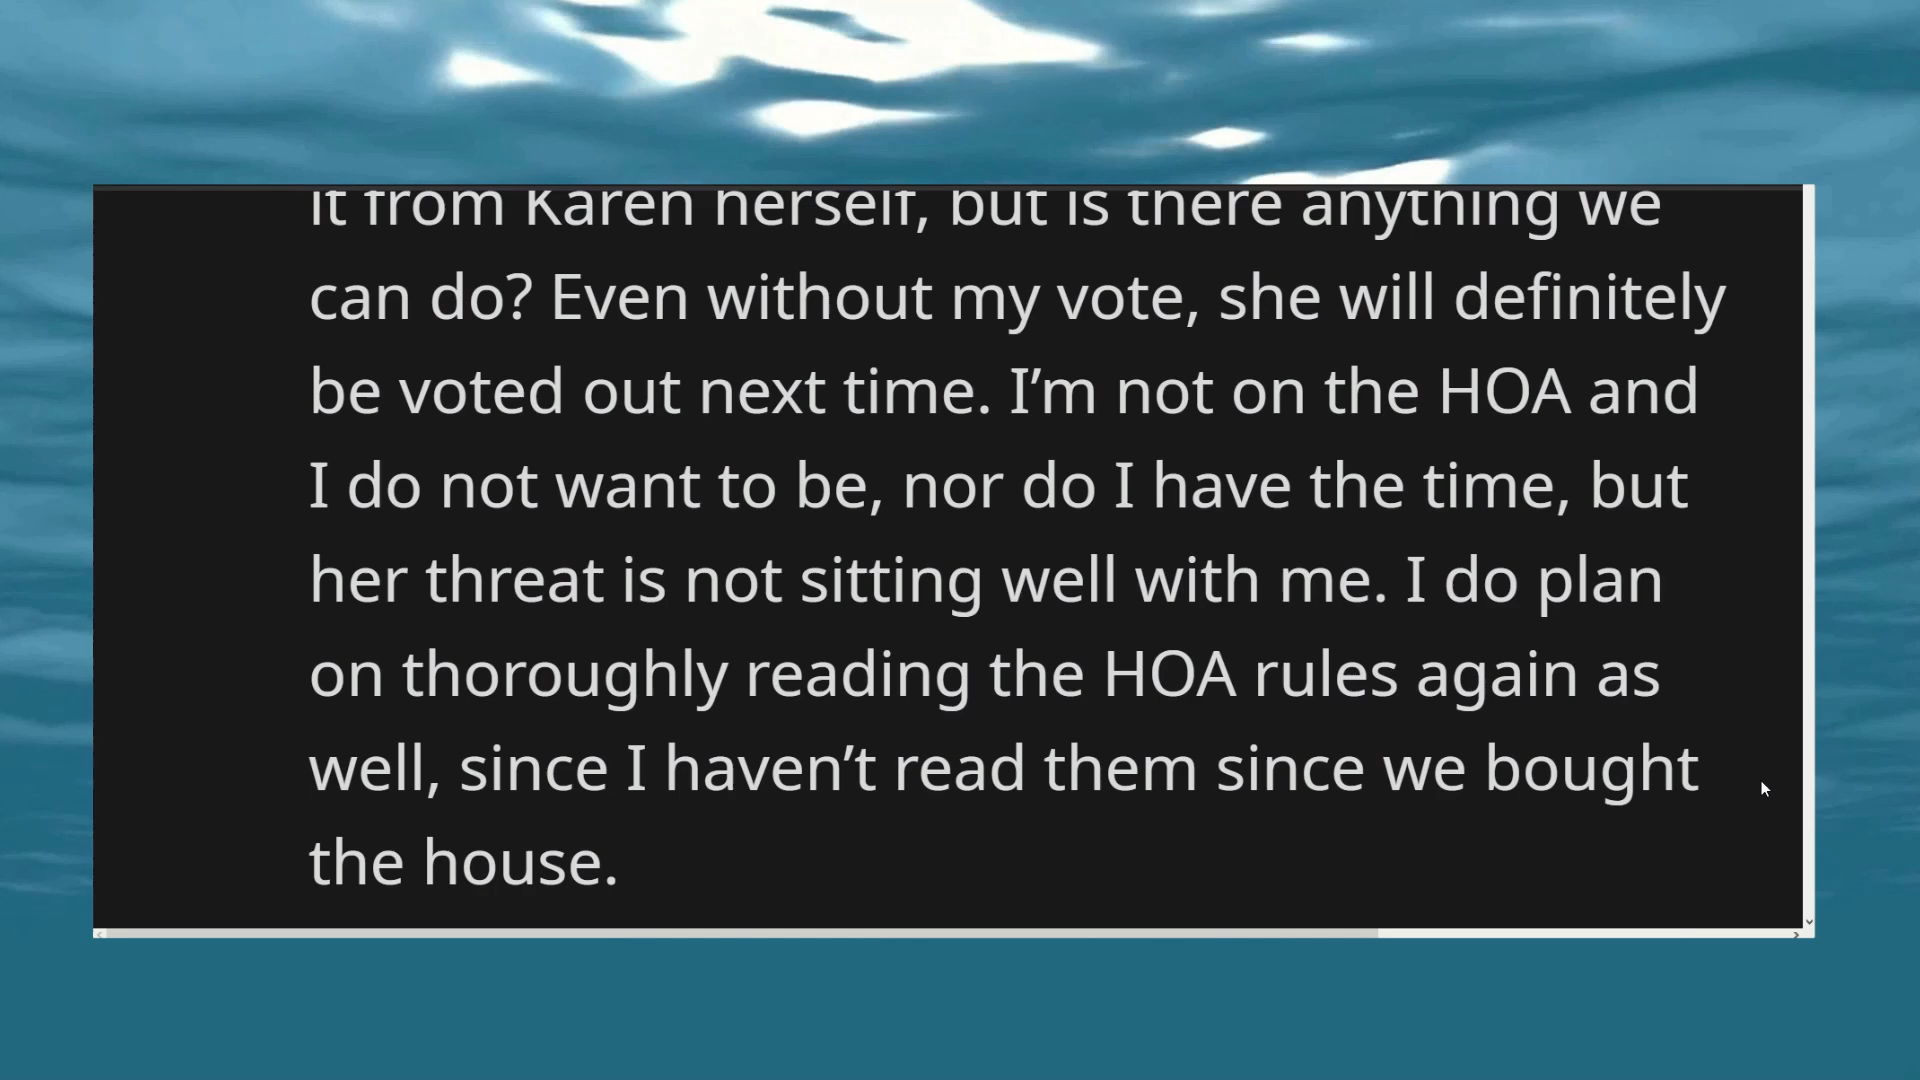 it from Karen herself, but is there anything we
can do? Even without my vote, she will definitely
be voted out next time. I’m not on the HOA and
I do not want to be, nor do I have the time, but
her threat is not sitting well with me. I do plan
on thoroughly reading the HOA rules again as
well, since I haven’t read them since we bought
the house.